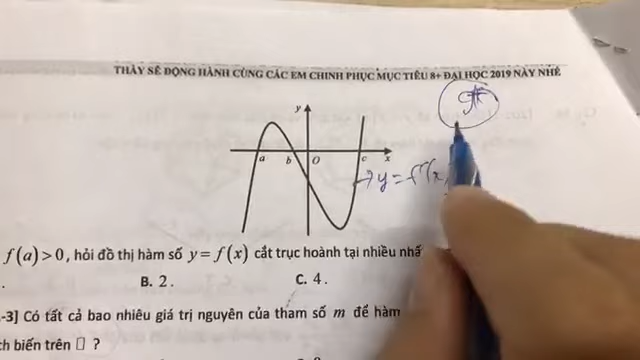 THẦY SẼ ĐỒNG HÀNH CÙNG CÁC EM CHINH PHỤC MỤC TIÊU 8+ ĐẠI HỌC 2019 NÀY NHÉ
y
a b O c x
y = f'(x
f(a) > 0, hỏi đồ thị hàm số y = f(x) cắt trục hoành tại nhiều nhấ
B. 2. C. 4.
-3] Có tất cả bao nhiêu giá trị nguyên của tham số m để hàm
ch biến trên □ ?